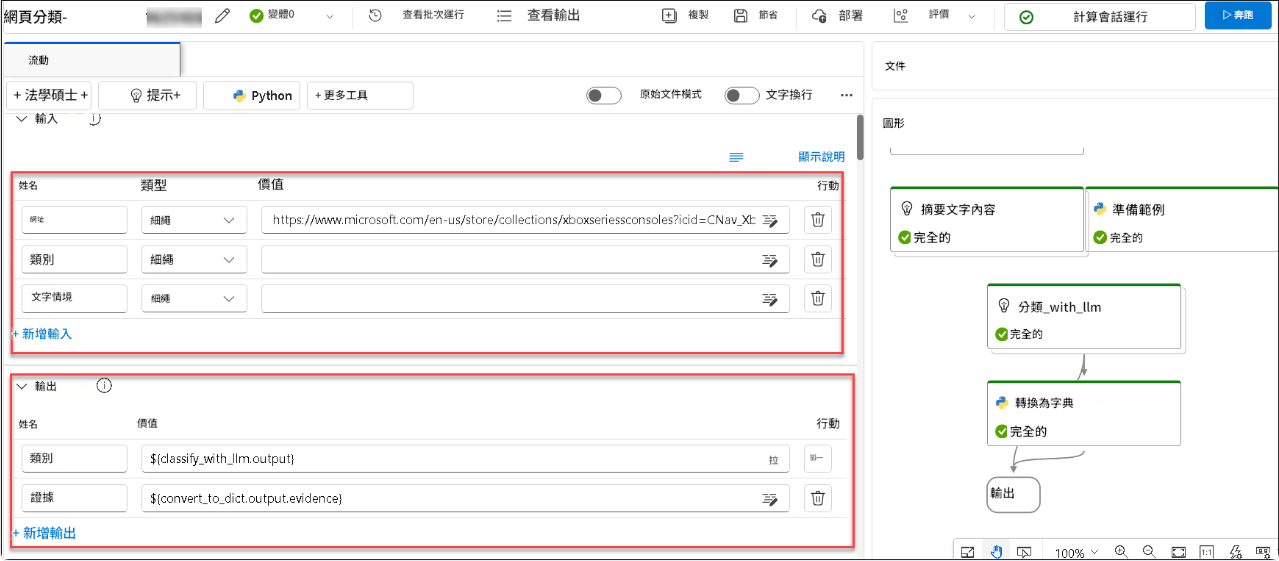 網頁分類-
變體0
查看批次運行
查看輸出
複製
節省
部署
評價
計算會話運行
奔跑
流動
+ 法學碩士 +
提示+
Python
+ 更多工具
原始文件模式
文字換行
輸入
顯示說明
姓名 類型 價值 行動
網址 細繩 https://www.microsoft.com/en-us/store/collections/xboxseriessconsoles?icid=CNav_Xb
類別 細繩
文字情境 細繩
+ 新增輸入
輸出
姓名 價值 行動
類別 ${classify_with_llm.output} 拉
證據 ${convert_to_dict.output.evidence}
+ 新增輸出
文件
圖形
摘要文字內容
完全的
準備範例
完全的
分類_with_llm
完全的
轉換為字典
完全的
輸出
100%
1:1